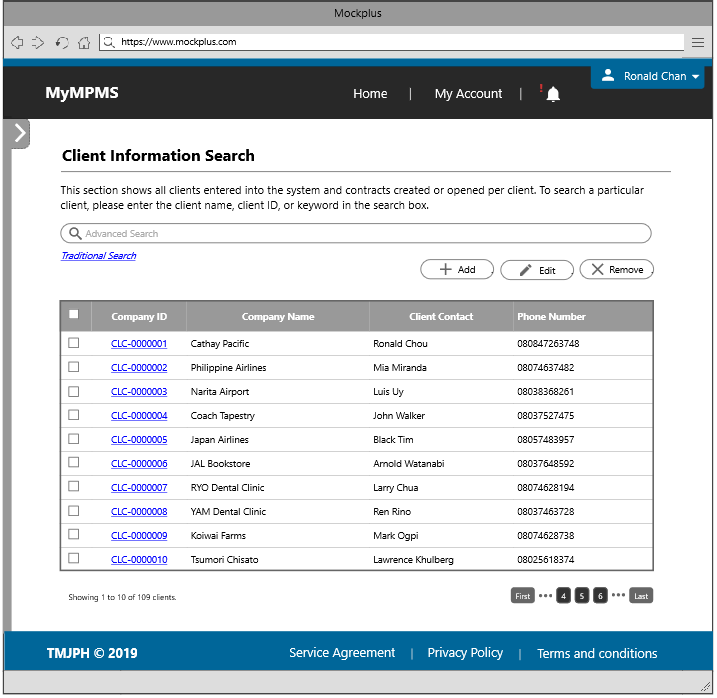 Mockplus
https://www.mockplus.com
Ronald Chan
MyMPMS
Home | My Account | !
Client Information Search
This section shows all clients entered into the system and contracts created or opened per client. To search a particular
client, please enter the client name, client ID, or keyword in the search box.
Advanced Search
Traditional Search
Add Edit Remove
Company ID Company Name Client Contact Phone Number
CLC-0000001 Cathay Pacific Ronald Chou 080847263748
CLC-0000002 Philippine Airlines Mia Miranda 08074637482
CLC-0000003 Narita Airport Luis Uy 08038368261
CLC-0000004 Coach Tapestry John Walker 08037527475
CLC-0000005 Japan Airlines Black Tim 08057483957
CLC-0000006 JAL Bookstore Arnold Watanabi 08037648592
CLC-0000007 RYO Dental Clinic Larry Chua 08074628194
CLC-0000008 YAM Dental Clinic Ren Rino 08037463728
CLC-0000009 Koiwai Farms Mark Ogpi 08074628738
CLC-0000010 Tsumori Chisato Lawrence Khulberg 08025618374
Showing 1 to 10 of 109 clients.
First ••• 4 5 6 ••• Last
TMJPH © 2019
Service Agreement | Privacy Policy | Terms and conditions